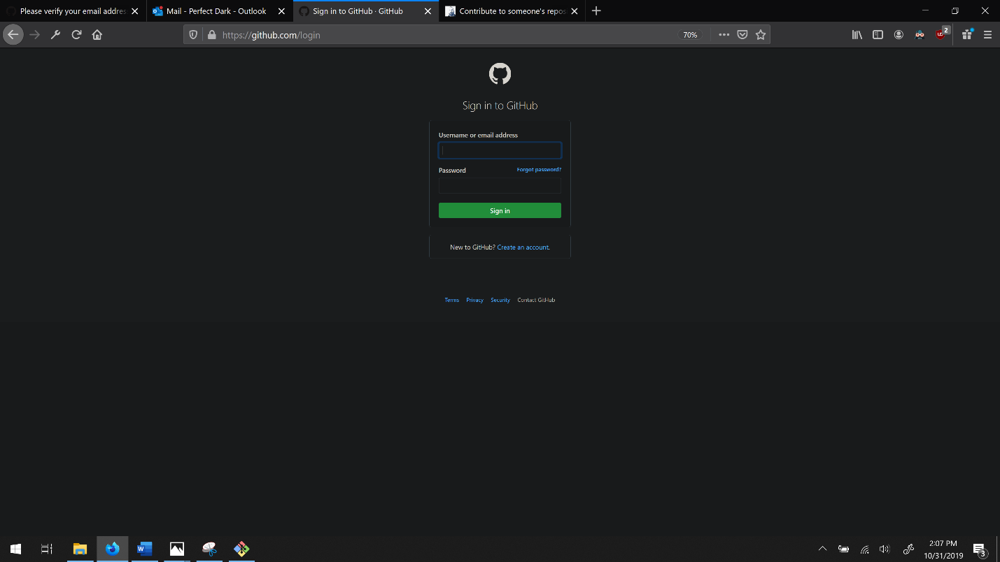 Please verify your email addres
Mail - Perfect Dark - Outlook
Sign in to GitHub · GitHub
Contribute to someone's repos
https://github.com/login
70%
2
Sign in to GitHub
Username or email address
Password
Forgot password?
Sign in
New to GitHub? Create an account.
Terms
Privacy
Security
Contact GitHub
2:07 PM
10/31/2019
3